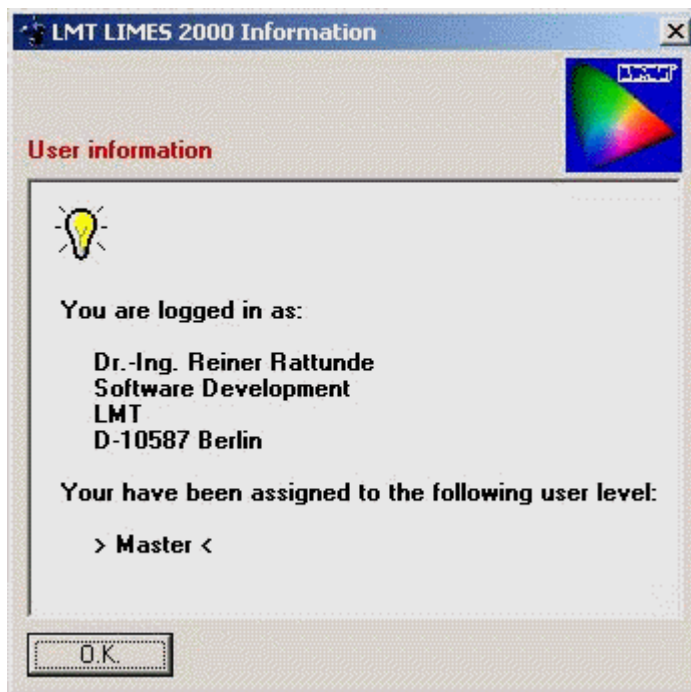 LMT LIMES 2000 Information
User information
You are logged in as:
Dr.-Ing. Reiner Rattunde
Software Development
LMT
D-10587 Berlin
Your have been assigned to the following user level:
> Master <
O.K.